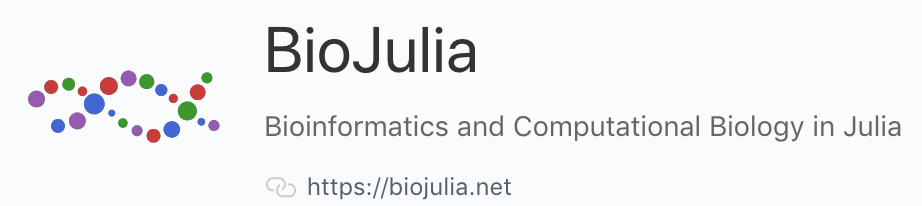 BioJulia
Bioinformatics and Computational Biology in Julia
https://biojulia.net